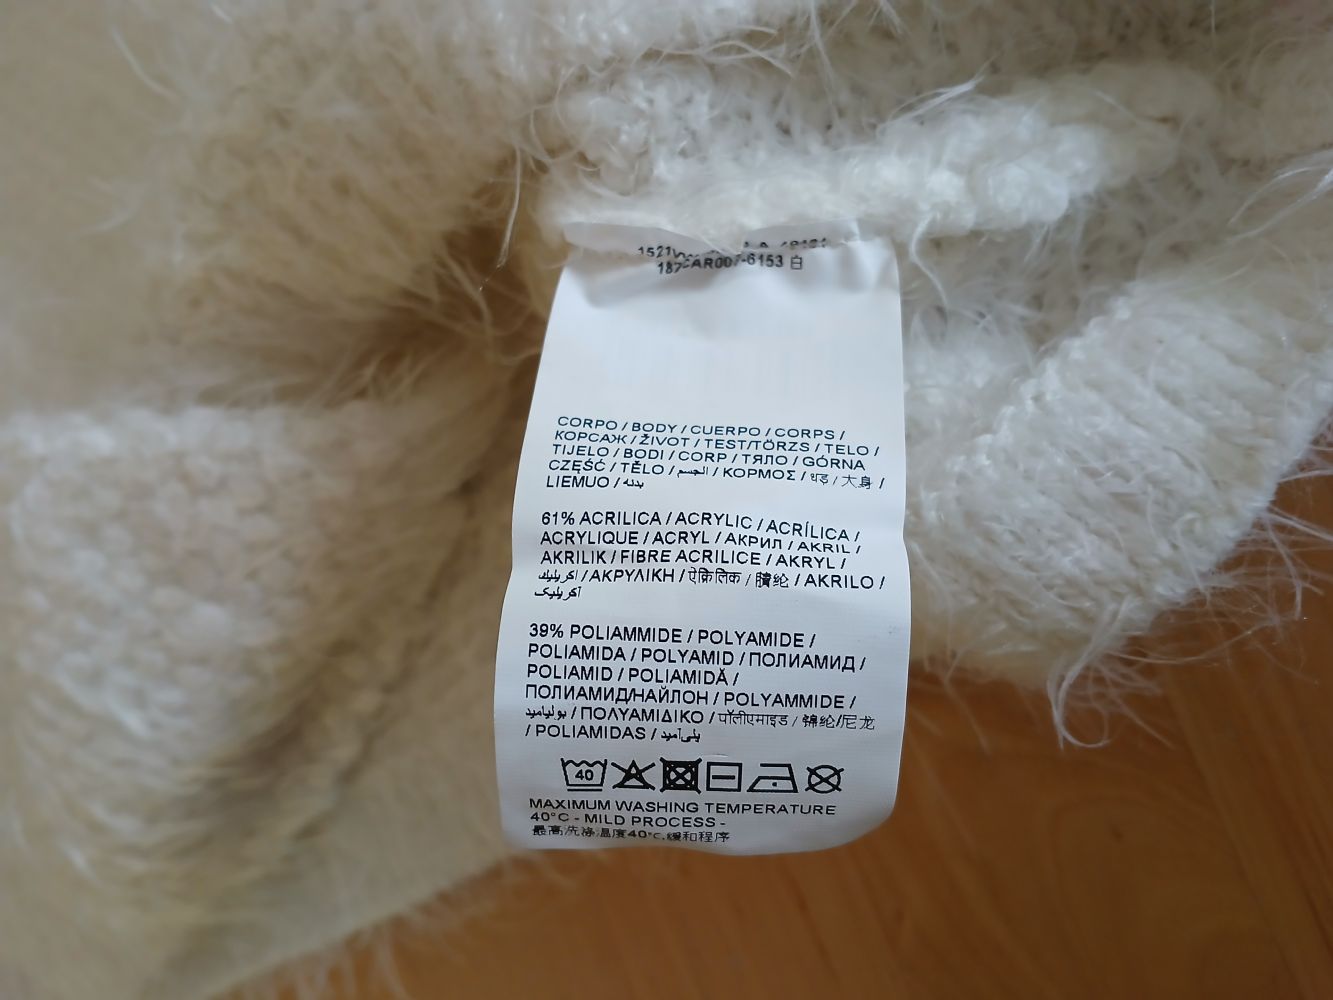 6153 白
CORPO / BODY / CUERPO / CORPS /
КОРСАЖ / ŽIVOT / TEST/TÖRZS / TELO /
TIJELO / BODI / CORP / ТЯЛО / GÓRNA
CZĘŚĆ / TĚLO / الجسم / ΚΟΡΜΟΣ / धड़ / 大身 /
LIEMUO / بدنه
61% ACRILICA / ACRYLIC / ACRÍLICA /
ACRYLIQUE / ACRYL / АКРИЛ / AKRIL /
AKRILIK / FIBRE ACRILICE / AKRYL /
اكريليك / ΑΚΡΥΛΙΚΗ / ऐक्रिलिक / 腈纶 / AKRILO /
آکریلیک
39% POLIAMMIDE / POLYAMIDE /
POLIAMIDA / POLYAMID / ПОЛИАМИД /
POLIAMID / POLIAMIDĂ /
ПОЛИАМИДНАЙЛОН / POLYAMMIDE /
بولياميد / ΠΟΛΥΑΜΙΔΙΚΟ / पॉलीएमाइड / 锦纶/尼龙
/ POLIAMIDAS / پلی‌آمید
40
MAXIMUM WASHING TEMPERATURE
40°C - MILD PROCESS -
最高洗涤温度40°C,缓和程序